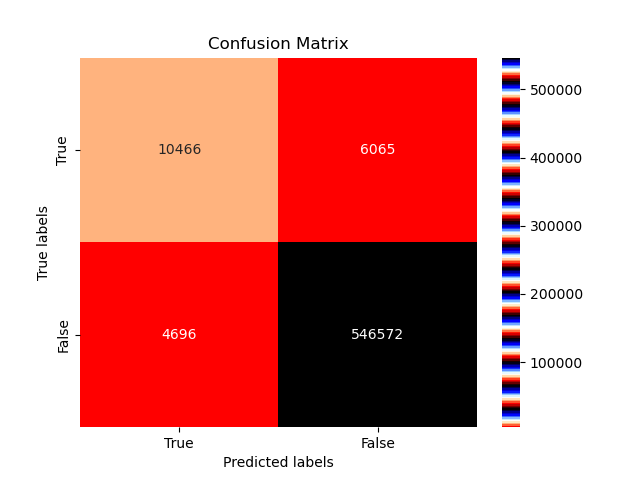 Confusion Matrix
True labels
True
10466
6065
False
4696
546572
True
False
Predicted labels
500000
400000
300000
200000
100000